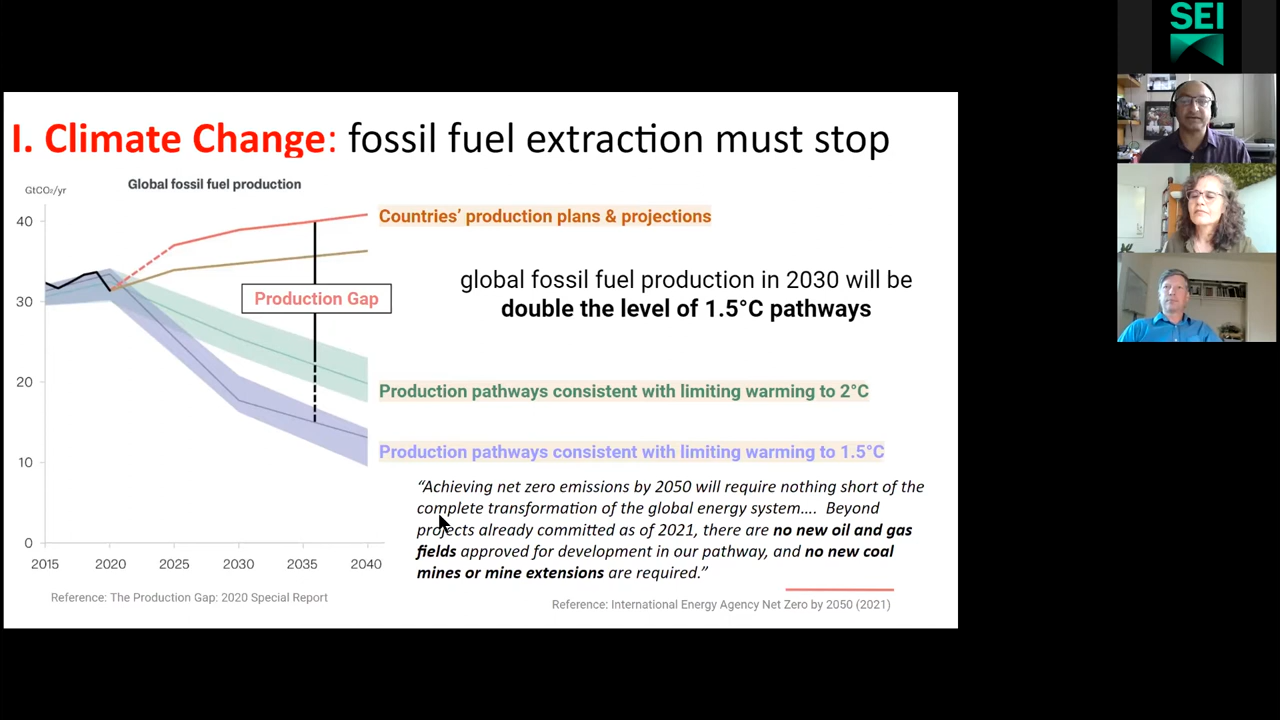 SEI
I. Climate Change: fossil fuel extraction must stop
Global fossil fuel production
GtCO₂/yr
40
30
20
10
0
2015 2020 2025 2030 2035 2040
Production Gap
Countries' production plans & projections
global fossil fuel production in 2030 will be
double the level of 1.5°C pathways
Production pathways consistent with limiting warming to 2°C
Production pathways consistent with limiting warming to 1.5°C
“Achieving net zero emissions by 2050 will require nothing short of the
complete transformation of the global energy system…. Beyond
projects already committed as of 2021, there are no new oil and gas
fields approved for development in our pathway, and no new coal
mines or mine extensions are required.”
Reference: The Production Gap: 2020 Special Report
Reference: International Energy Agency Net Zero by 2050 (2021)